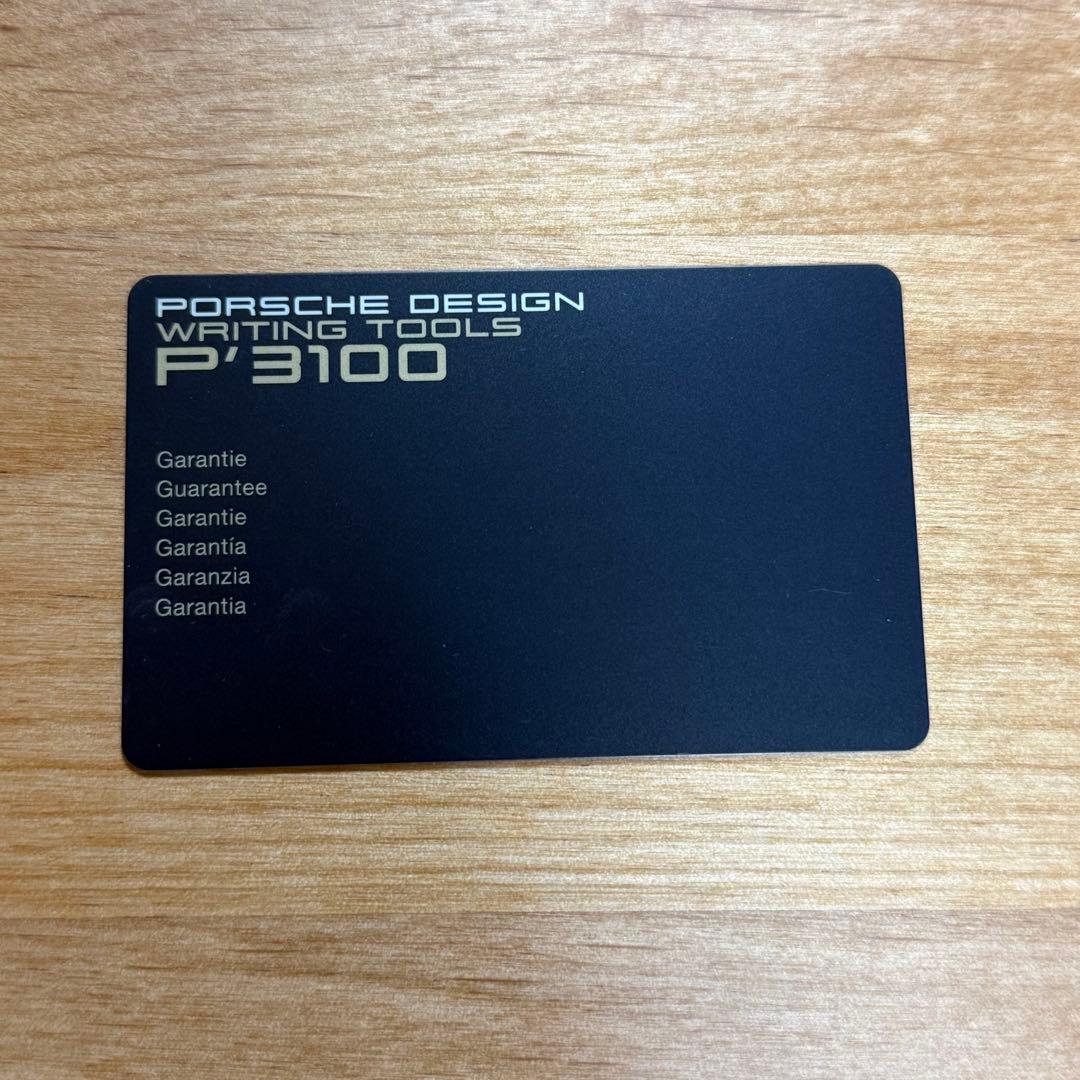 PORSCHE DESIGN
WRITING TOOLS
P'3100
Garantie
Guarantee
Garantie
Garantía
Garanzia
Garantia